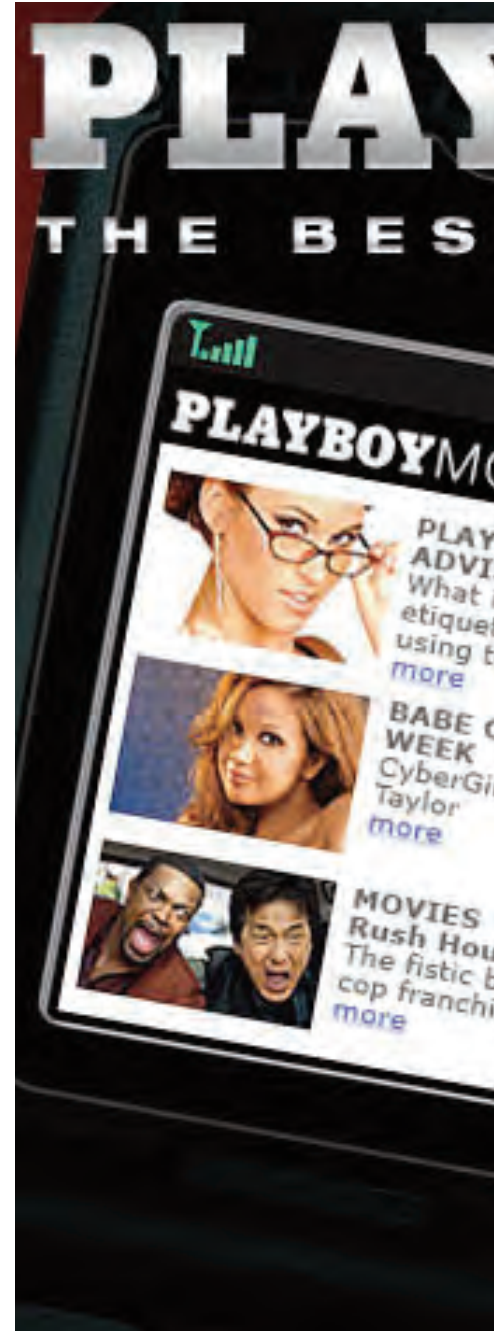 PLAY
THE BES
PLAYBOYMO
PLAY
ADVI
What
etiquet
using t
more
BABE
WEEK
CyberGi
Taylor
more
MOVIES
Rush Hou
The fistic b
cop franchi
more